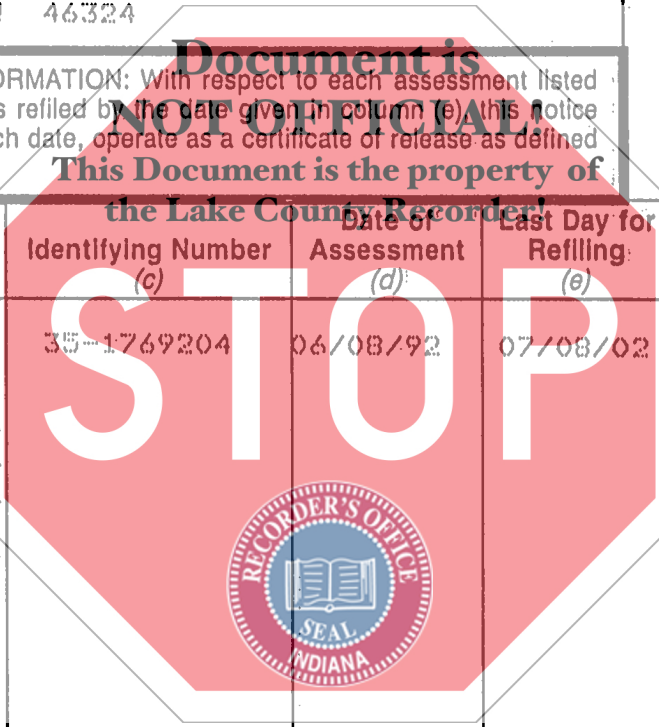 46324
Document is
ORMATION: With respect to each assessment listed
NOT OFFICIAL!
s refiled by the date given in column (e), this notice
ch date, operate as a certificate of release as defined
This Document is the property of
the Lake County Recorder!
Identifying Number
(c)
Date of
Assessment
(d)
Last Day for
Refiling
(e)
35-1769204 06/08/92 07/08/02
STOP
RECORDER'S OFFICE
SEAL
INDIANA